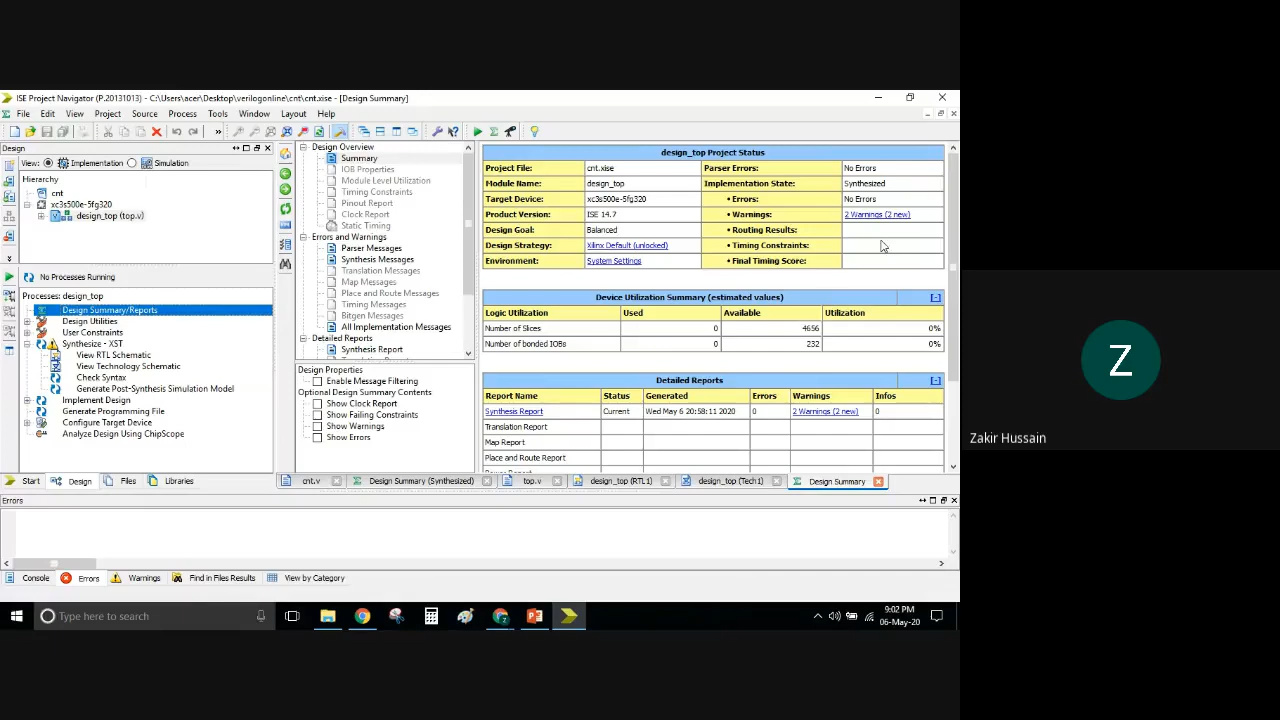 ISE Project Navigator (P.20131013) - C:\Users\acer\Desktop\verilogonline\cnt\cnt.xise - [Design Summary]
File Edit View Project Source Process Tools Window Layout Help
Design
View: Implementation Simulation
Hierarchy
cnt
xc3s500e-5fg320
design_top (top.v)
No Processes Running
Processes: design_top
Design Summary/Reports
Design Utilities
User Constraints
Synthesize - XST
View RTL Schematic
View Technology Schematic
Check Syntax
Generate Post-Synthesis Simulation Model
Implement Design
Generate Programming File
Configure Target Device
Analyze Design Using ChipScope
Start Design Files Libraries
Design Overview
Summary
IOB Properties
Module Level Utilization
Timing Constraints
Pinout Report
Clock Report
Static Timing
Errors and Warnings
Parser Messages
Synthesis Messages
Translation Messages
Map Messages
Place and Route Messages
Timing Messages
Bitgen Messages
All Implementation Messages
Detailed Reports
Synthesis Report
Design Properties
Enable Message Filtering
Optional Design Summary Contents
Show Clock Report
Show Failing Constraints
Show Warnings
Show Errors
design_top Project Status
Project File: cnt.xise Parser Errors: No Errors
Module Name: design_top Implementation State: Synthesized
Target Device: xc3s500e-5fg320 • Errors: No Errors
Product Version: ISE 14.7 • Warnings: 2 Warnings (2 new)
Design Goal: Balanced • Routing Results:
Design Strategy: Xilinx Default (unlocked) • Timing Constraints:
Environment: System Settings • Final Timing Score:
Device Utilization Summary (estimated values) [-]
Logic Utilization Used Available Utilization
Number of Slices 0 4656 0%
Number of bonded IOBs 0 232 0%
Detailed Reports [-]
Report Name Status Generated Errors Warnings Infos
Synthesis Report Current Wed May 6 20:58:11 2020 0 2 Warnings (2 new) 0
Translation Report
Map Report
Place and Route Report
cnt.v Design Summary (Synthesized) top.v design_top (RTL1) design_top (Tech1) Design Summary
Errors
Console Errors Warnings Find in Files Results View by Category
Type here to search
9:02 PM
06-May-20
Z
Zakir Hussain